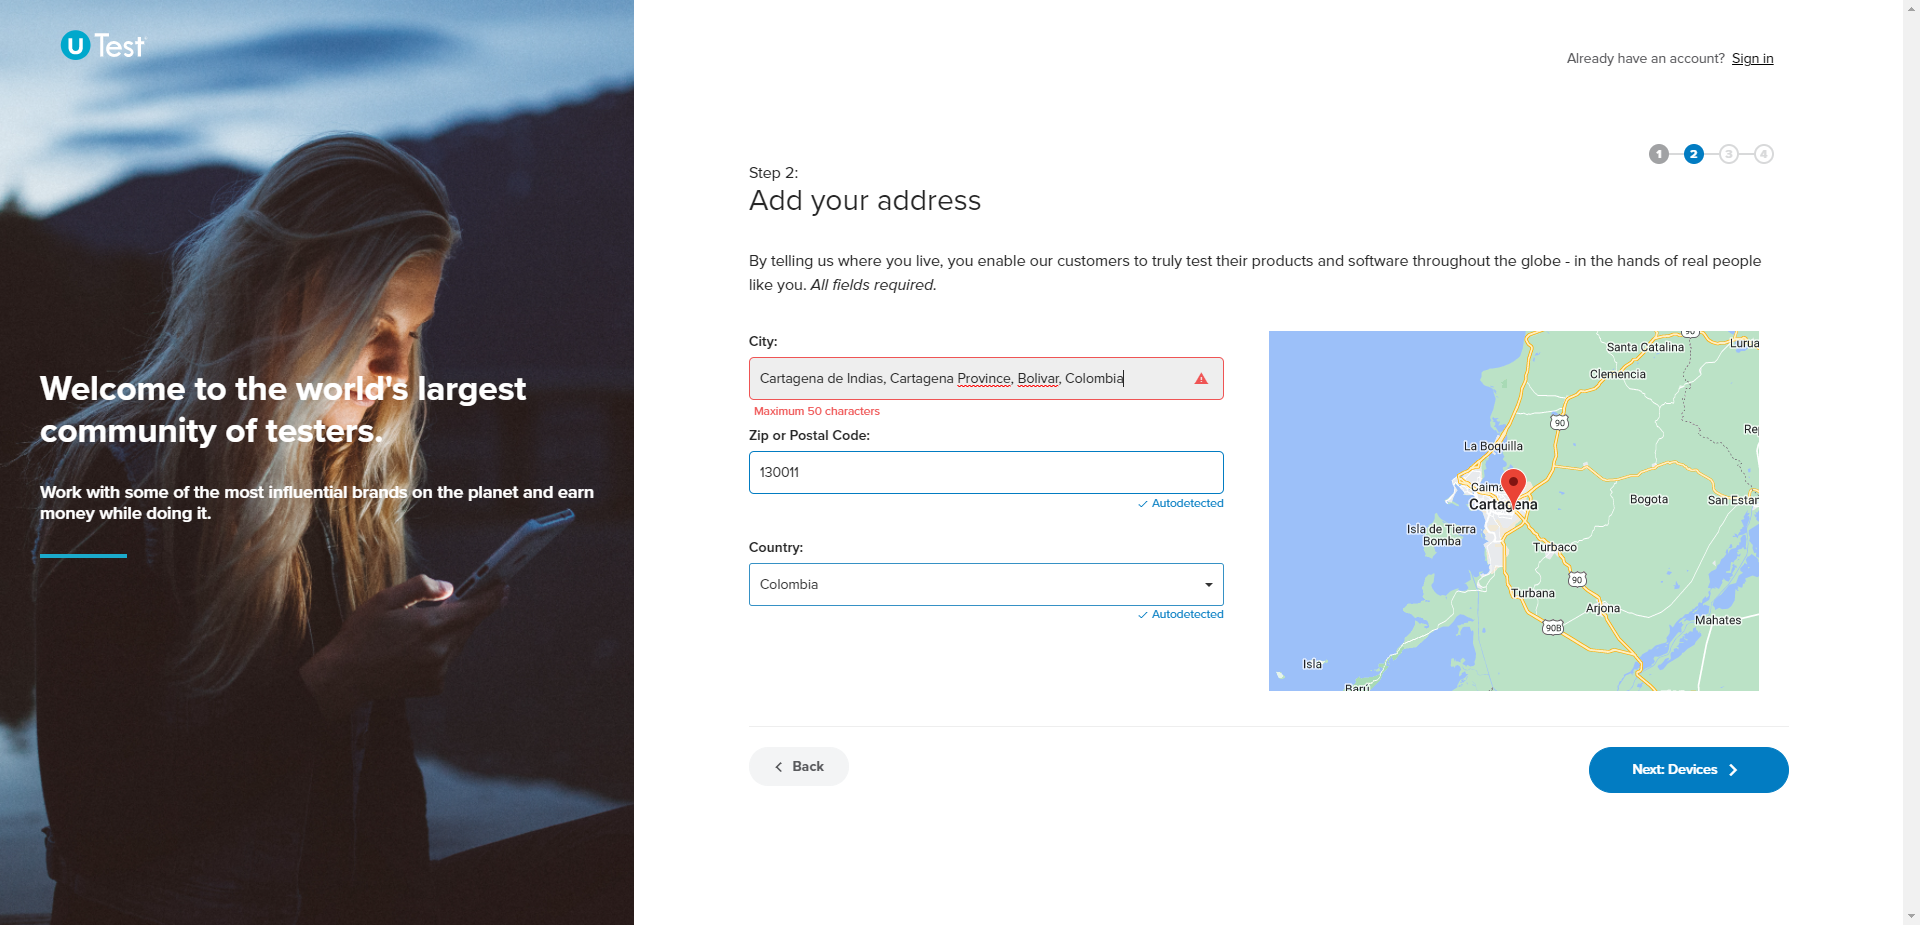 U Test
Welcome to the world's largest
community of testers.
Work with some of the most influential brands on the planet and earn
money while doing it.
Already have an account? Sign in
1 2 3 4
Step 2:
Add your address
By telling us where you live, you enable our customers to truly test their products and software throughout the globe - in the hands of real people
like you. All fields required.
City:
Cartagena de Indias, Cartagena Province, Bolivar, Colombia
Maximum 50 characters
Zip or Postal Code:
130011
Autodetected
Country:
Colombia
Autodetected
90
Santa Catalina
Lurua
Clemencia
90
La Boquilla
Caima
Cartagena
Bogota
San Estan
Isla de Tierra
Bomba
Turbaco
90
Turbana
Arjona
Mahates
90B
Isla
Barú
Back
Next: Devices